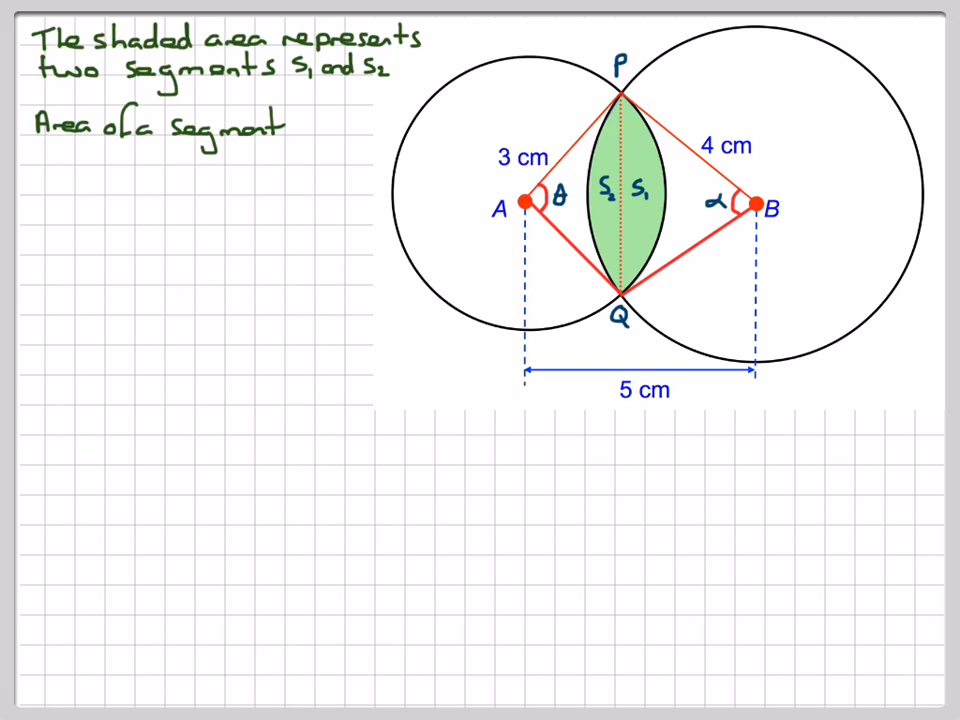 The shaded area represents
two segments S₁ and S₂
Area of a segment
P
3 cm
4 cm
A
θ
S₂
S₁
α
B
Q
5 cm